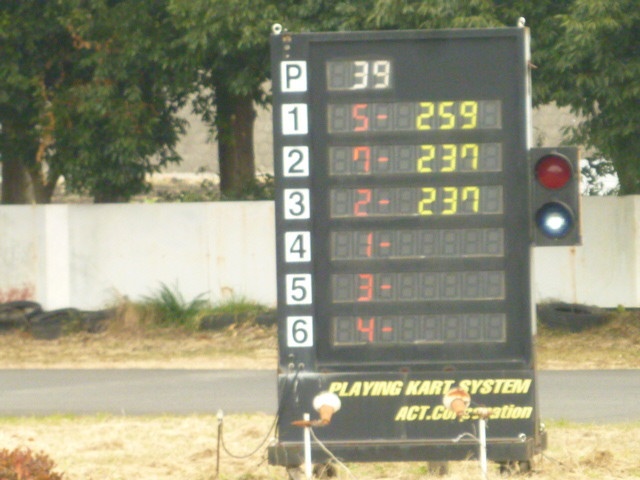 P 39
1 5- 259
2 7- 237
3 2- 237
4 1-
5 3-
6 4-
PLAYING KART SYSTEM
ACT.Corporation